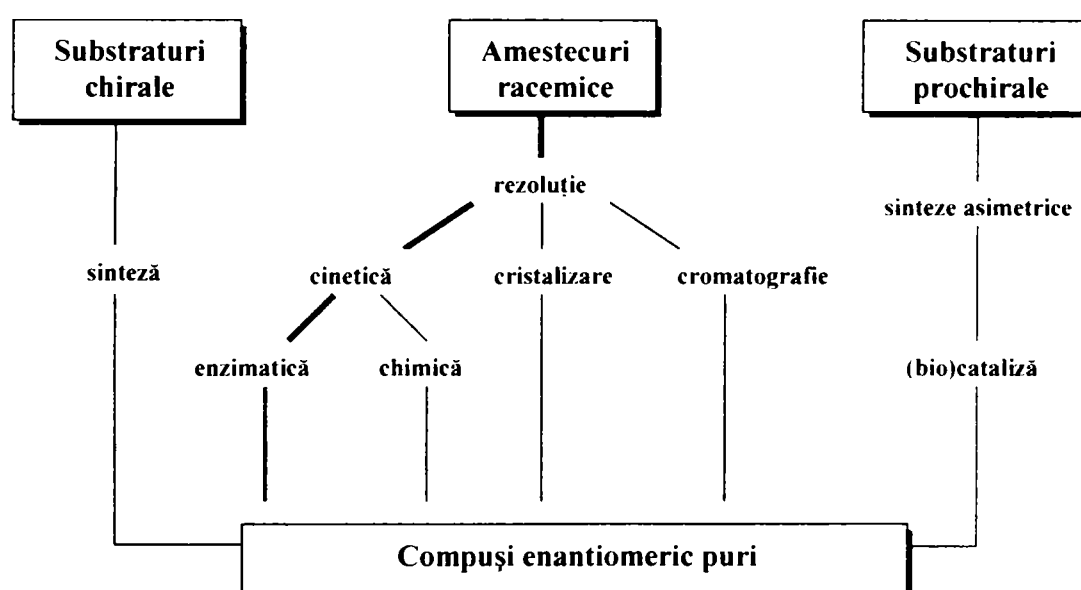 Substraturi
chirale
Amestecuri
racemice
Substraturi
prochirale
rezoluție
sinteze asimetrice
sinteză
cinetică
cristalizare
cromatografie
enzimatică
chimică
(bio)cataliză
Compuși enantiomeric puri